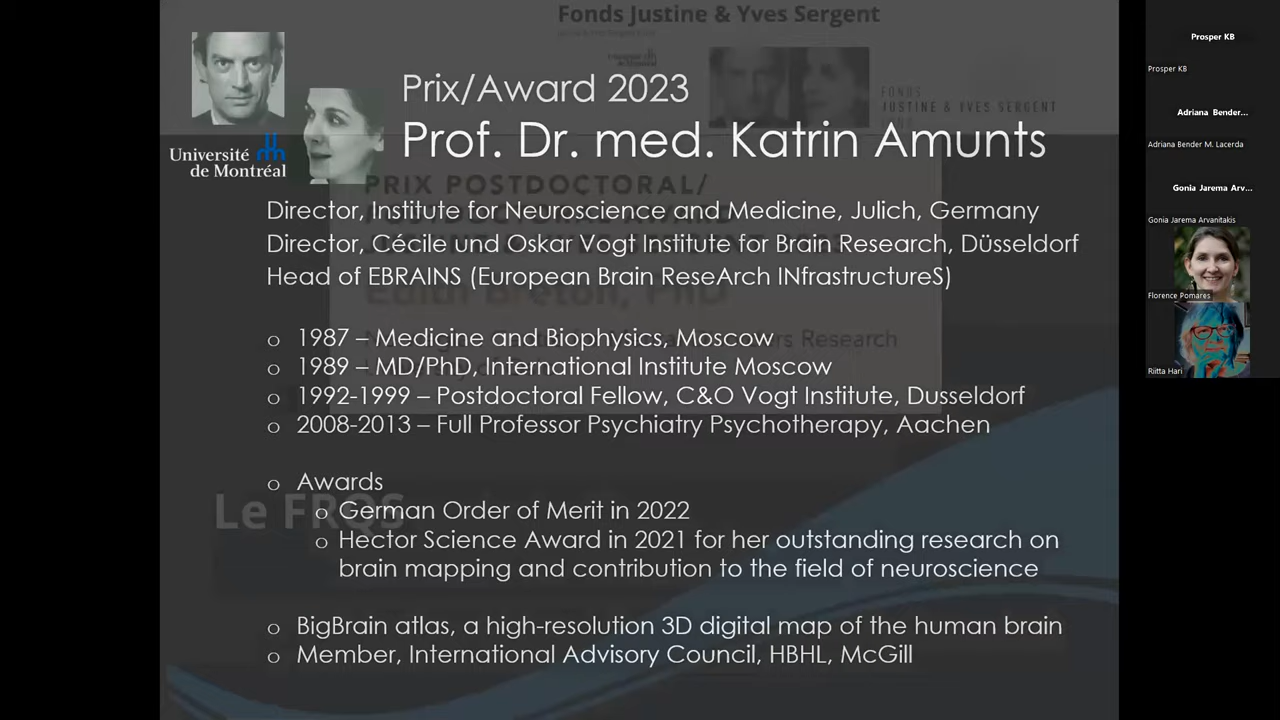 Fonds Justine & Yves Sergent
Prix/Award 2023
FONDS
JUSTINE & YVES SERGENT
Prof. Dr. med. Katrin Amunts
Université
de Montréal
PRIX POSTDOCTORAL/
Director, Institute for Neuroscience and Medicine, Julich, Germany
Director, Cécile und Oskar Vogt Institute for Brain Research, Düsseldorf
Head of EBRAINS (European Brain ReseArch INfrastructureS)
o 1987 – Medicine and Biophysics, Moscow
o 1989 – MD/PhD, International Institute Moscow
o 1992-1999 – Postdoctoral Fellow, C&O Vogt Institute, Dusseldorf
o 2008-2013 – Full Professor Psychiatry Psychotherapy, Aachen
o Awards
Le FRQS
o German Order of Merit in 2022
o Hector Science Award in 2021 for her outstanding research on
brain mapping and contribution to the field of neuroscience
o BigBrain atlas, a high-resolution 3D digital map of the human brain
o Member, International Advisory Council, HBHL, McGill
Prosper KB
Prosper KB
Adriana Bender...
Adriana Bender M. Lacerda
Gonia Jarema Arv...
Gonia Jarema Arvanitakis
Florence Pomares
Riitta Hari